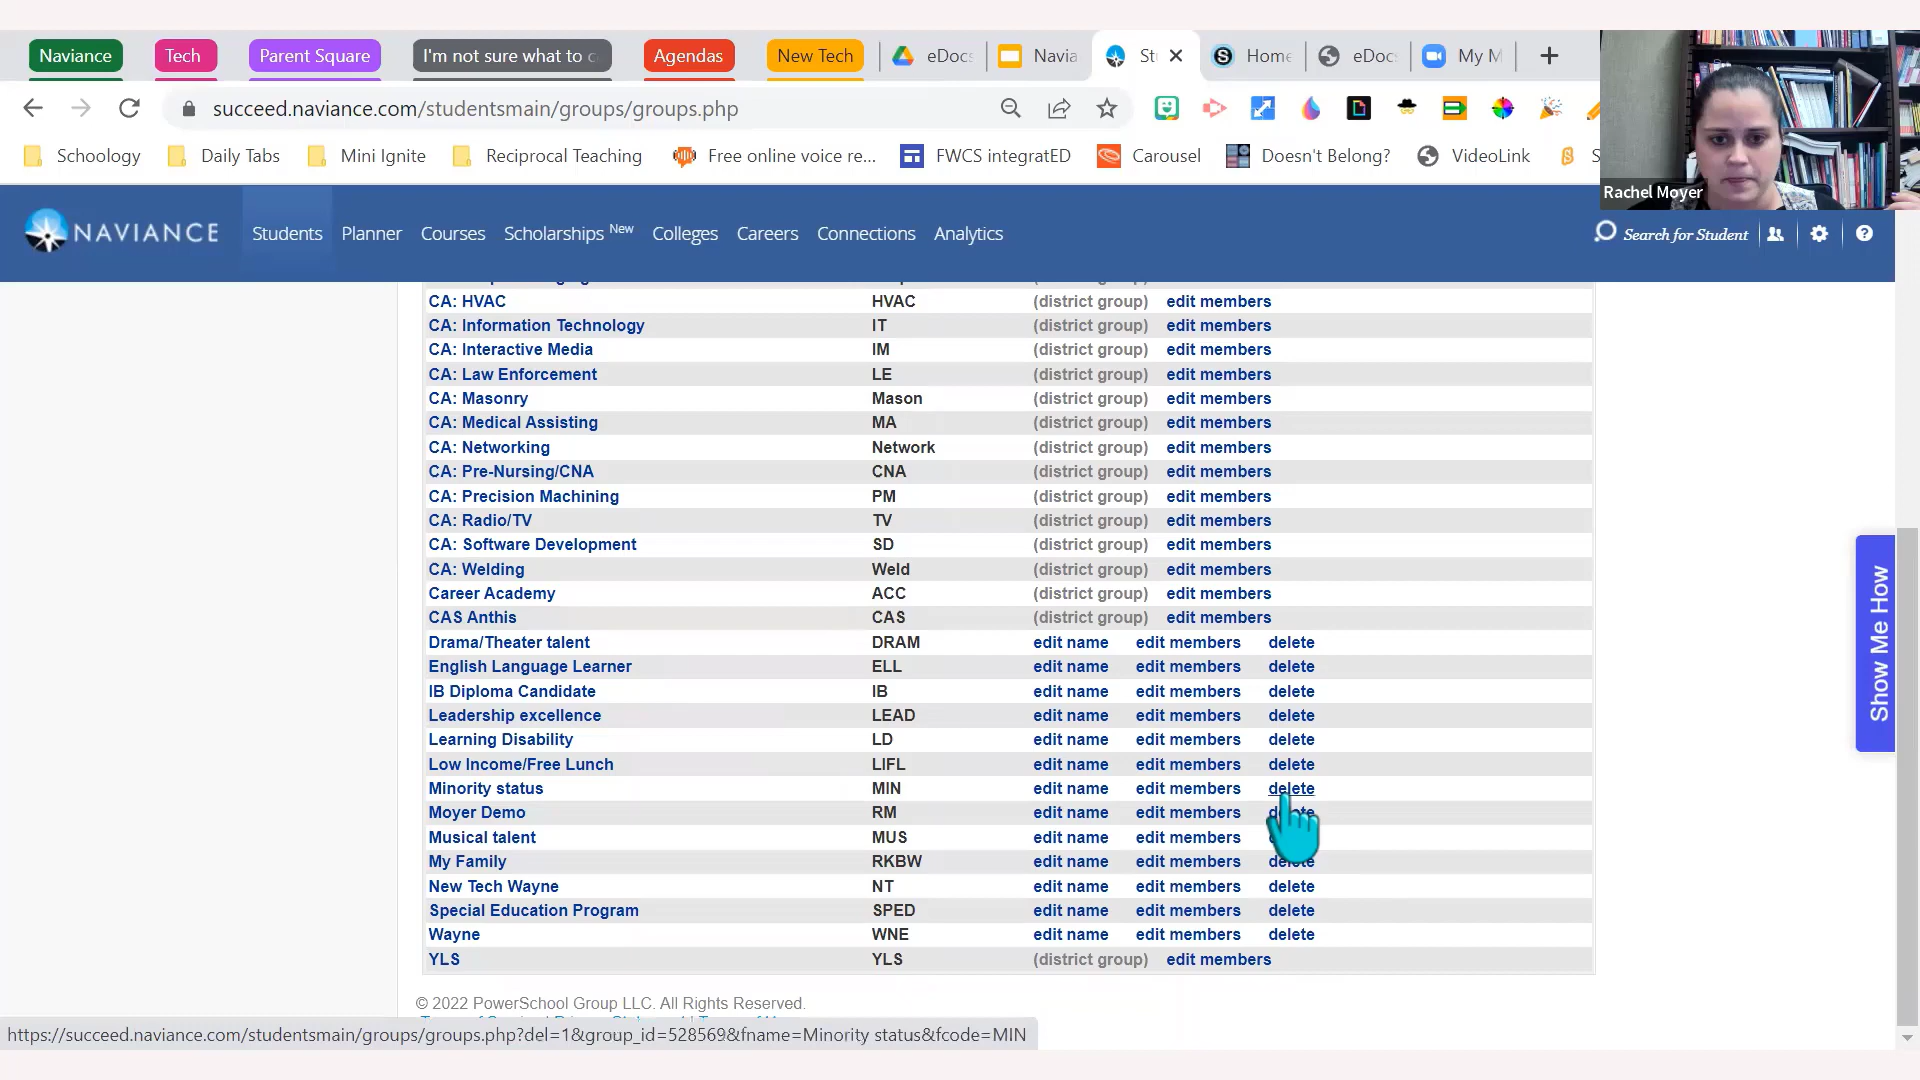 Naviance Tech Parent Square I'm not sure what to c Agendas New Tech eDocs Navia St Home eDoc My M
succeed.naviance.com/studentsmain/groups/groups.php
Schoology Daily Tabs Mini Ignite Reciprocal Teaching Free online voice re... FWCS integratED Carousel Doesn't Belong? VideoLink S
Rachel Moyer
NAVIANCE Students Planner Courses Scholarships New Colleges Careers Connections Analytics Search for Student
CA: HVAC HVAC (district group) edit members
CA: Information Technology IT (district group) edit members
CA: Interactive Media IM (district group) edit members
CA: Law Enforcement LE (district group) edit members
CA: Masonry Mason (district group) edit members
CA: Medical Assisting MA (district group) edit members
CA: Networking Network (district group) edit members
CA: Pre-Nursing/CNA CNA (district group) edit members
CA: Precision Machining PM (district group) edit members
CA: Radio/TV TV (district group) edit members
CA: Software Development SD (district group) edit members
CA: Welding Weld (district group) edit members
Career Academy ACC (district group) edit members
CAS Anthis CAS (district group) edit members
Drama/Theater talent DRAM edit name edit members delete
English Language Learner ELL edit name edit members delete
IB Diploma Candidate IB edit name edit members delete
Leadership excellence LEAD edit name edit members delete
Learning Disability LD edit name edit members delete
Low Income/Free Lunch LIFL edit name edit members delete
Minority status MIN edit name edit members delete
Moyer Demo RM edit name edit members delete
Musical talent MUS edit name edit members
My Family RKBW edit name edit members delete
New Tech Wayne NT edit name edit members delete
Special Education Program SPED edit name edit members delete
Wayne WNE edit name edit members delete
YLS YLS (district group) edit members
Show Me How
© 2022 PowerSchool Group LLC. All Rights Reserved.
https://succeed.naviance.com/studentsmain/groups/groups.php?del=1&group_id=528569&fname=Minority status&fcode=MIN